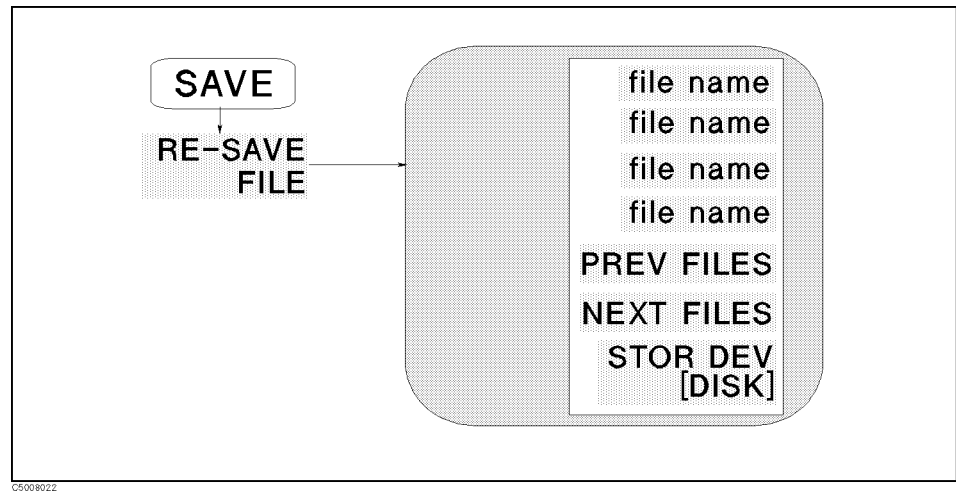 SAVE
RE-SAVE
FILE
file name
file name
file name
file name
PREV FILES
NEXT FILES
STOR DEV
[DISK]
C5008022